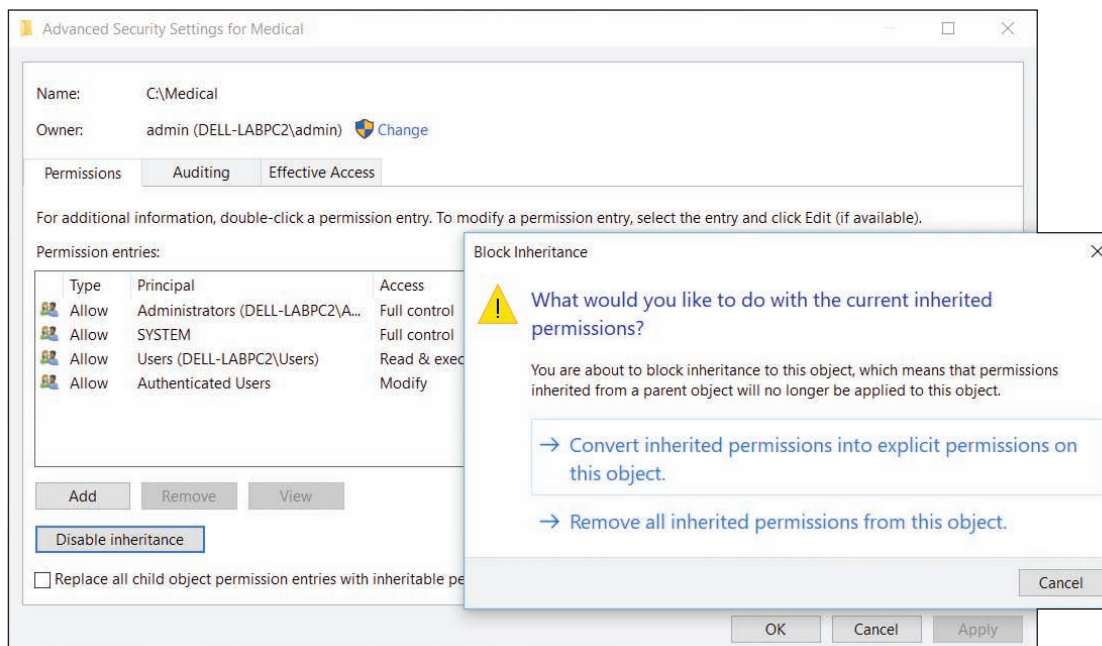 Advanced Security Settings for Medical
Name: C:\Medical
Owner: admin (DELL-LABPC2\admin) Change
Permissions Auditing Effective Access
For additional information, double-click a permission entry. To modify a permission entry, select the entry and click Edit (if available).
Permission entries:
Type Principal Access
Allow Administrators (DELL-LABPC2\A... Full control
Allow SYSTEM Full control
Allow Users (DELL-LABPC2\Users) Read & exec
Allow Authenticated Users Modify
Add Remove View
Disable inheritance
Replace all child object permission entries with inheritable pe
Block Inheritance
What would you like to do with the current inherited
permissions?
You are about to block inheritance to this object, which means that permissions
inherited from a parent object will no longer be applied to this object.
Convert inherited permissions into explicit permissions on
this object.
Remove all inherited permissions from this object.
Cancel
OK Cancel Apply